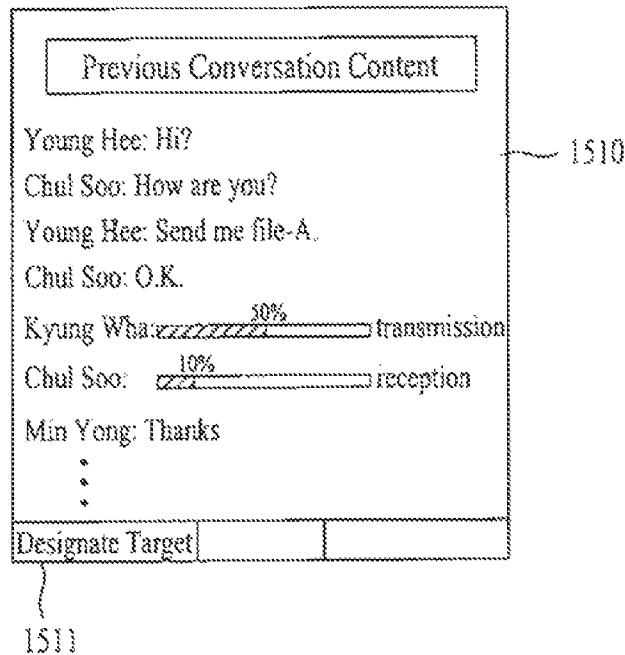 Previous Conversation Content
Young Hee: Hi?
1510
Chul Soo: How are you?
Young Hee: Send me file-A.
Chul Soo: O.K.
50%
Kyung Wha: transmission
10%
Chul Soo: reception
Min Yong: Thanks
Designate Target
1511